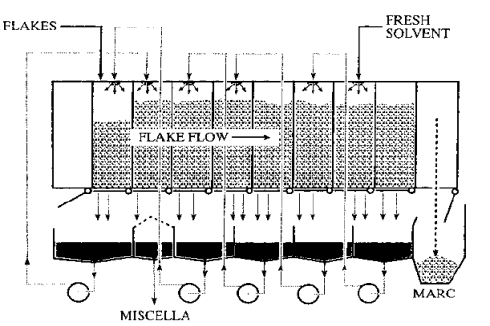 FLAKES
FRESH
SOLVENT
FLAKE FLOW
MARC
MISCELLA